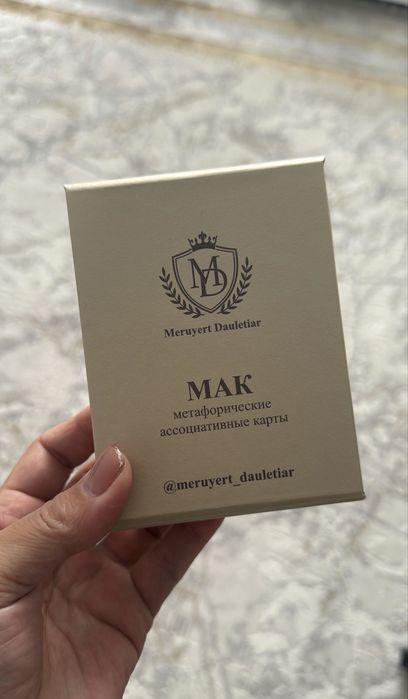 MD
Meruyert Dauletiar
МАК
метафорические
ассоциативные карты
@meruyert_dauletiar